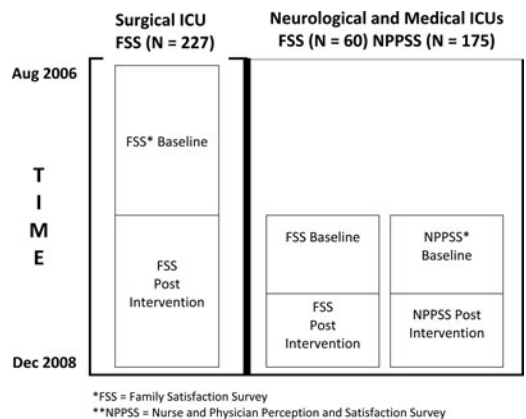 Surgical ICU
FSS (N = 227)
Neurological and Medical ICUs
FSS (N = 60) NPPSS (N = 175)
Aug 2006
FSS* Baseline
T
I
M
E
FSS
Post
Intervention
FSS Baseline
NPPSS*
Baseline
FSS
Post
Intervention
NPPSS Post
Intervention
Dec 2008
*FSS = Family Satisfaction Survey
**NPPSS = Nurse and Physician Perception and Satisfaction Survey